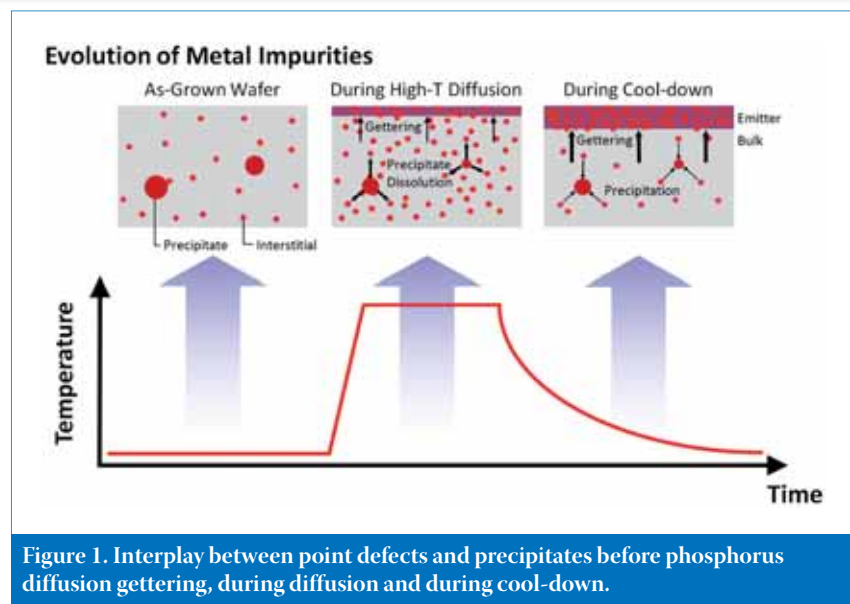 Evolution of Metal Impurities
As-Grown Wafer
During High-T Diffusion
During Cool-down
Gettering
Precipitate
Dissolution
Gettering
Precipitation
Emitter
Bulk
Precipitate
Interstitial
Temperature
Time
Figure 1. Interplay between point defects and precipitates before phosphorus
diffusion gettering, during diffusion and during cool-down.